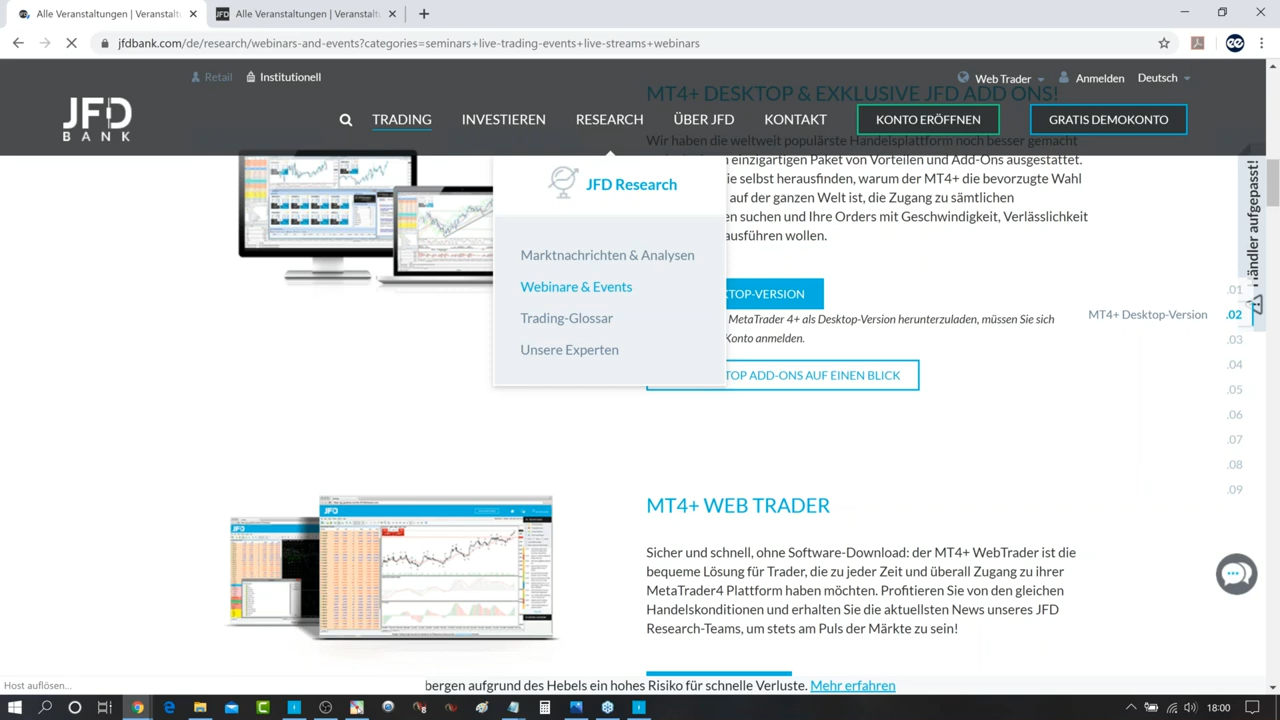 Alle Veranstaltungen | Veranstalt
Alle Veranstaltungen | Veranstalt
jfdbank.com/de/research/webinars-and-events?categories=seminars+live-trading-events+live-streams+webinars
Retail
Institutionell
Web Trader
Anmelden
Deutsch
JFD
BANK
TRADING
INVESTIEREN
RESEARCH
ÜBER JFD
KONTAKT
KONTO ERÖFFNEN
GRATIS DEMOKONTO
MT4+ DESKTOP & EXKLUSIVE JFD ADD ONS!
Wir haben die weltweit populärste Handelsplattform noch besser gemacht
einzigartigen Paket von Vorteilen und Add-Ons ausgestattet.
ie selbst herausfinden, warum der MT4+ die bevorzugte Wahl
auf der ganzen Welt ist, die Zugang zu sämtlichen
en suchen und Ihre Orders mit Geschwindigkeit, Verlässlichkeit
ausführen wollen.
JFD Research
Marktnachrichten & Analysen
Webinare & Events
Trading-Glossar
Unsere Experten
TOP-VERSION
MetaTrader 4+ als Desktop-Version herunterzuladen, müssen Sie sich
Konto anmelden.
TOP ADD-ONS AUF EINEN BLICK
ändler aufgepasst!
.01
MT4+ Desktop-Version .02
.03
.04
.05
.06
.07
.08
.09
MT4+ WEB TRADER
Sicher und schnell, ohne Software-Download: der MT4+ WebTrader ist die
bequeme Lösung für Trader die zu jeder Zeit und überall Zugang zu ihrer
MetaTrader4 Plattform haben möchten. Profitieren Sie von den gleichen
Handelskonditionen und erhalten Sie die aktuellsten News unseres JFD
Research-Teams, um stets am Puls der Märkte zu sein!
JFD
Host auflösen...
bergen aufgrund des Hebels ein hohes Risiko für schnelle Verluste. Mehr erfahren
18:00